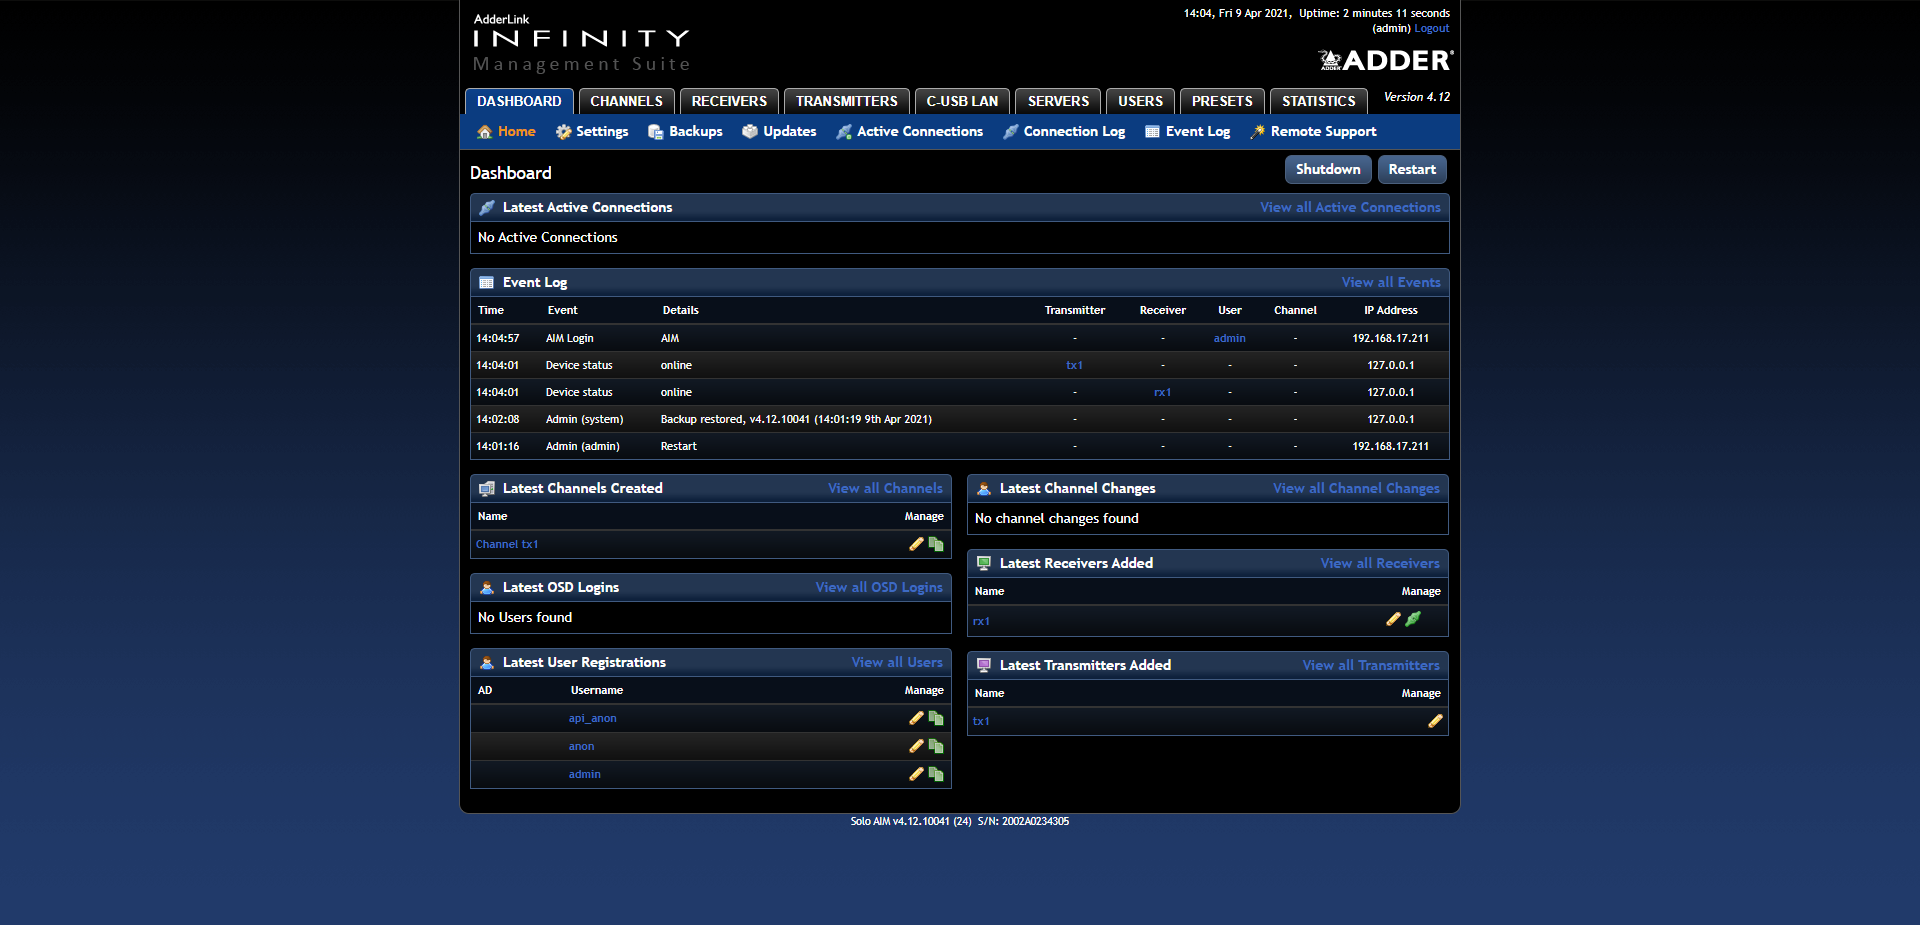 AdderLink
INFINITY
Management Suite
14:04, Fri 9 Apr 2021, Uptime: 2 minutes 11 seconds
(admin) Logout
ADDER
ADDER®
DASHBOARD CHANNELS RECEIVERS TRANSMITTERS C-USB LAN SERVERS USERS PRESETS STATISTICS Version 4.12
Home Settings Backups Updates Active Connections Connection Log Event Log Remote Support
Dashboard Shutdown Restart
Latest Active Connections View all Active Connections
No Active Connections
Event Log View all Events
Time Event Details Transmitter Receiver User Channel IP Address
14:04:57 AIM Login AIM - - admin - 192.168.17.211
14:04:01 Device status online tx1 - - - 127.0.0.1
14:04:01 Device status online - rx1 - - 127.0.0.1
14:02:08 Admin (system) Backup restored, v4.12.10041 (14:01:19 9th Apr 2021) - - - - 127.0.0.1
14:01:16 Admin (admin) Restart - - - - 192.168.17.211
Latest Channels Created View all Channels
Name Manage
Channel tx1
Latest OSD Logins View all OSD Logins
No Users found
Latest User Registrations View all Users
AD Username Manage
api_anon
anon
admin
Latest Channel Changes View all Channel Changes
No channel changes found
Latest Receivers Added View all Receivers
Name Manage
rx1
Latest Transmitters Added View all Transmitters
Name Manage
tx1
Solo AIM v4.12.10041 (24) S/N: 2002A0234305